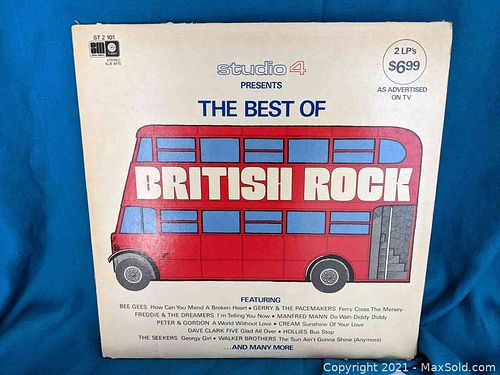 ST 2 101
SM
STEREO
2 LP's
$6.99
AS ADVERTISED
ON TV
studio 4
PRESENTS
THE BEST OF
BRITISH ROCK
FEATURING
BEE GEES How Can You Mend A Broken Heart • GERRY & THE PACEMAKERS Ferry Cross The Mersey
FREDDIE & THE DREAMERS I'm Telling You Now • MANFRED MANN Do Wah Diddy Diddy
PETER & GORDON A World Without Love • CREAM Sunshine Of Your Love
DAVE CLARK FIVE Glad All Over • HOLLIES Bus Stop
THE SEEKERS Georgy Girl • WALKER BROTHERS The Sun Ain't Gonna Shine (Anymore)
...AND MANY MORE
Copyright 2021 - MaxSold.com